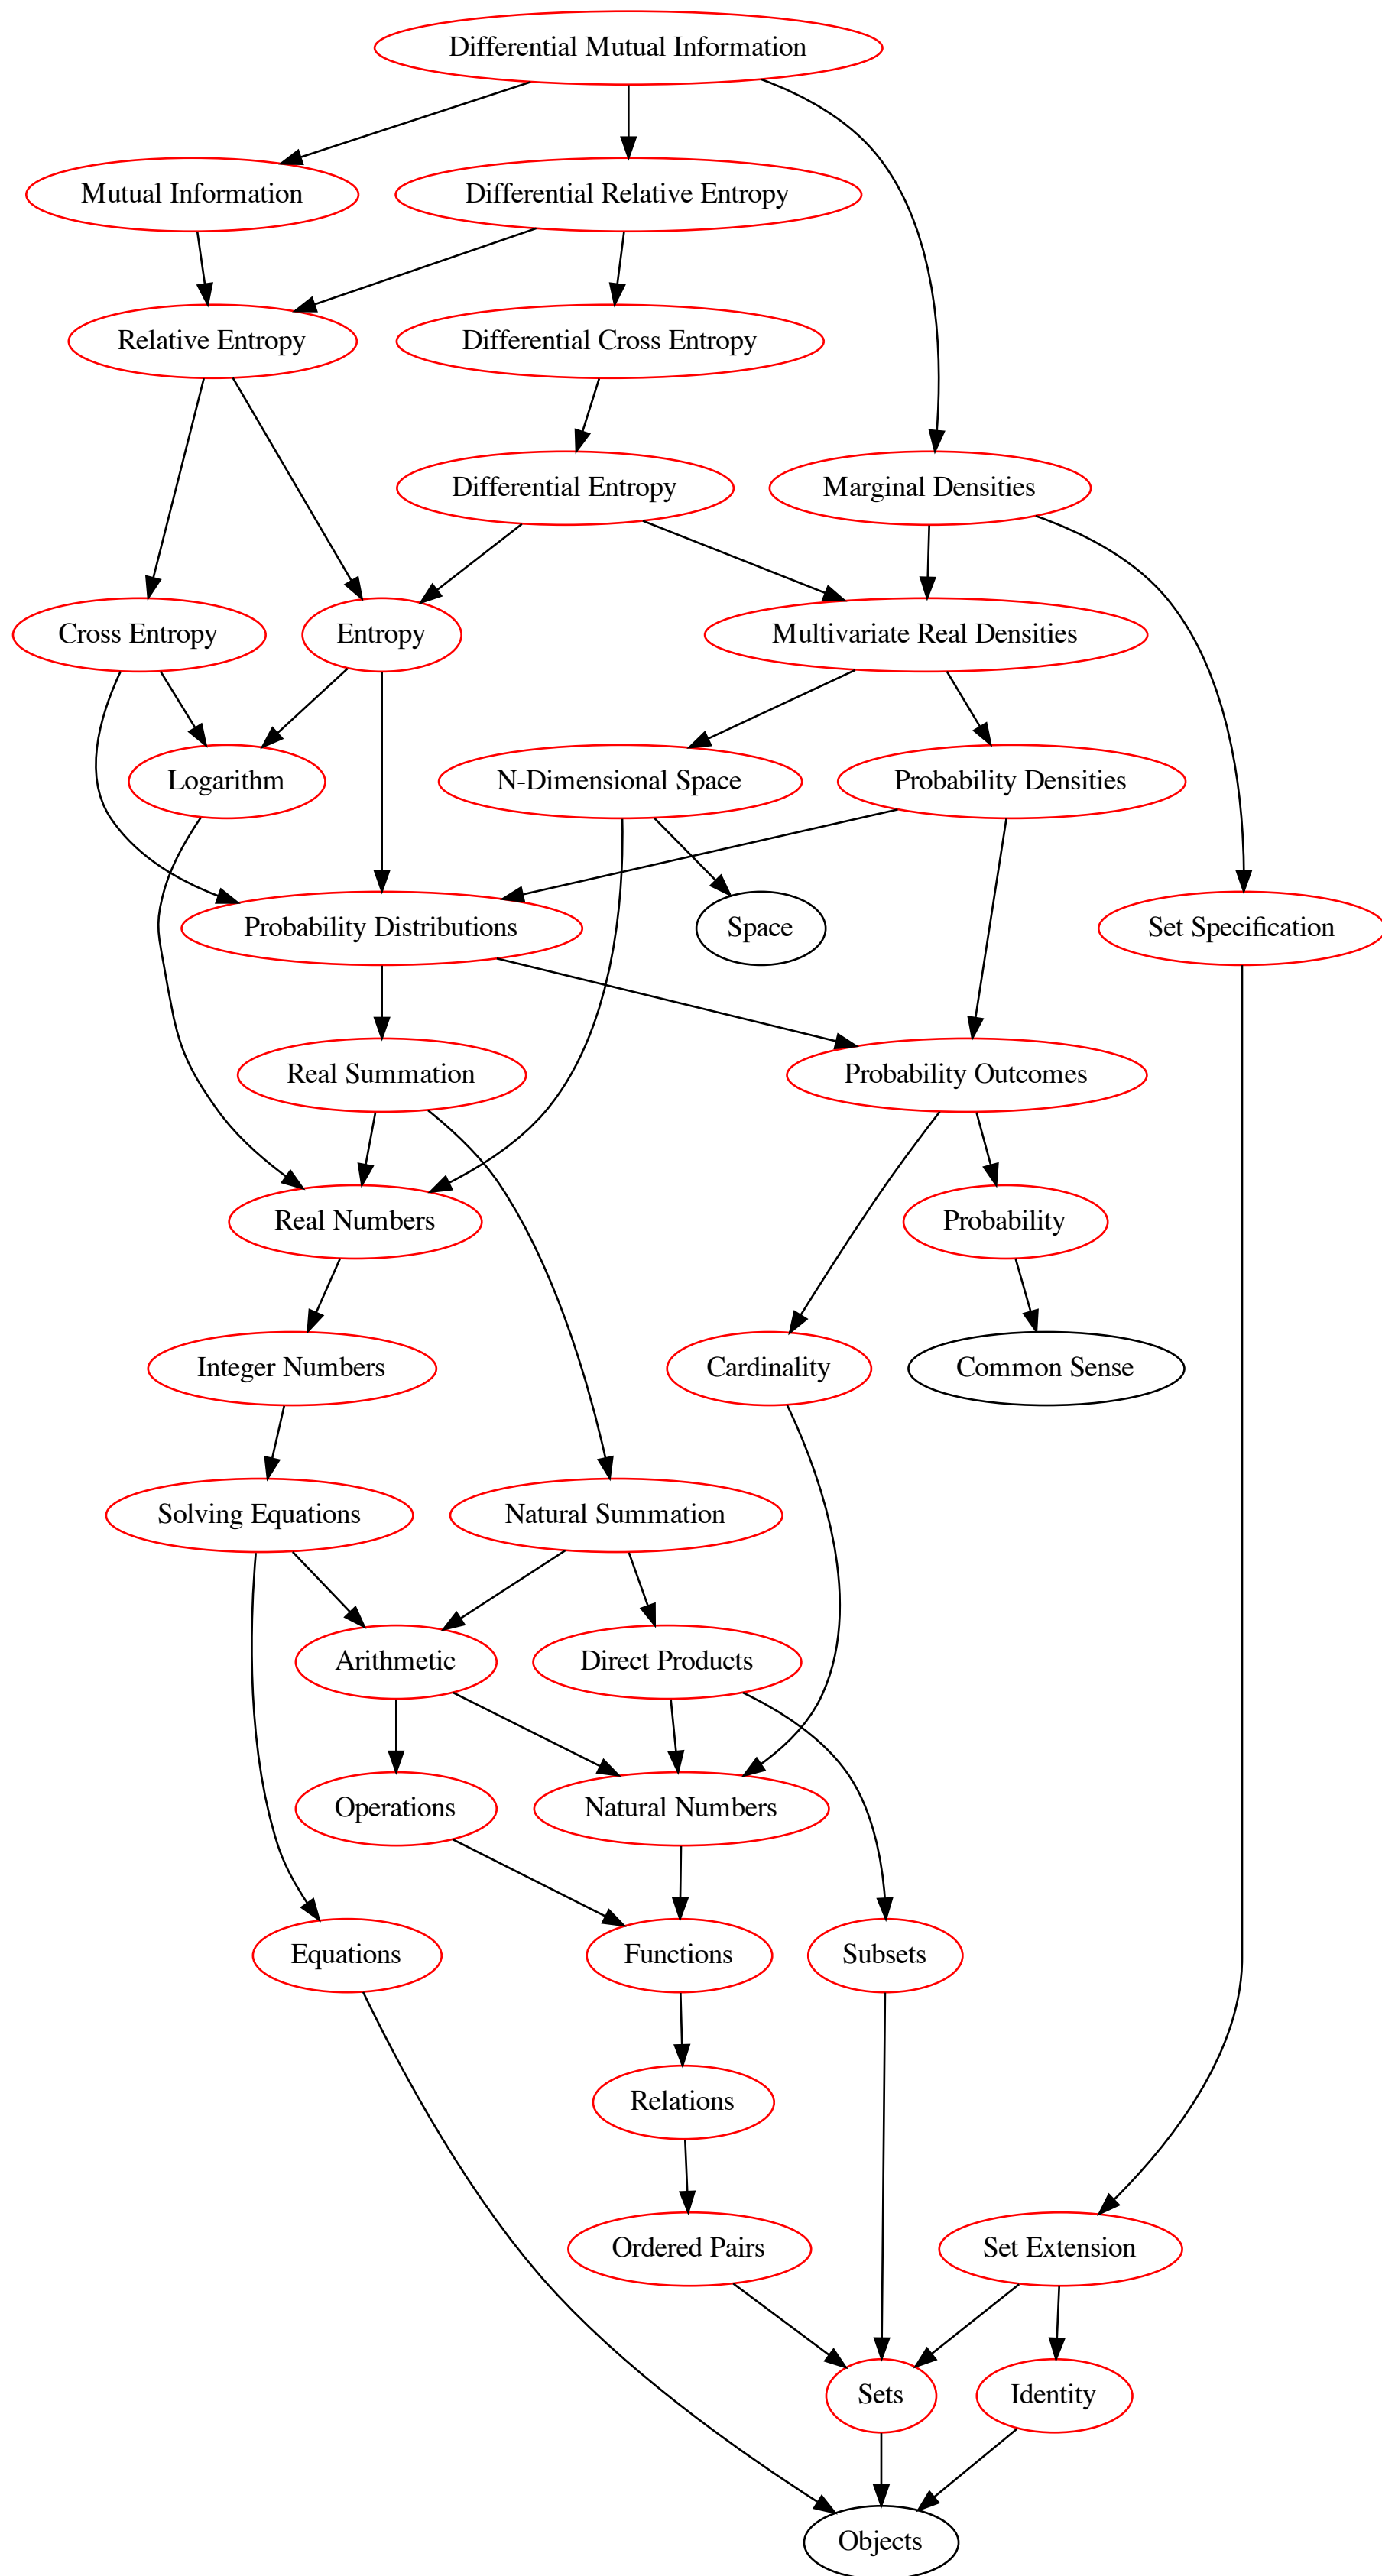 Differential Mutual Information
Mutual Information
Differential Relative Entropy
Relative Entropy
Differential Cross Entropy
Differential Entropy
Marginal Densities
Cross Entropy
Entropy
Multivariate Real Densities
Logarithm
N-Dimensional Space
Probability Densities
Probability Distributions
Space
Set Specification
Real Summation
Probability Outcomes
Real Numbers
Probability
Integer Numbers
Cardinality
Common Sense
Solving Equations
Natural Summation
Arithmetic
Direct Products
Operations
Natural Numbers
Equations
Functions
Subsets
Relations
Ordered Pairs
Set Extension
Sets
Identity
Objects